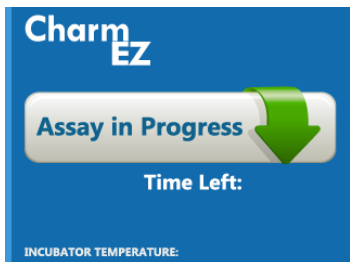 Charm
EZ
Assay in Progress
Time Left:
INCUBATOR TEMPERATURE: